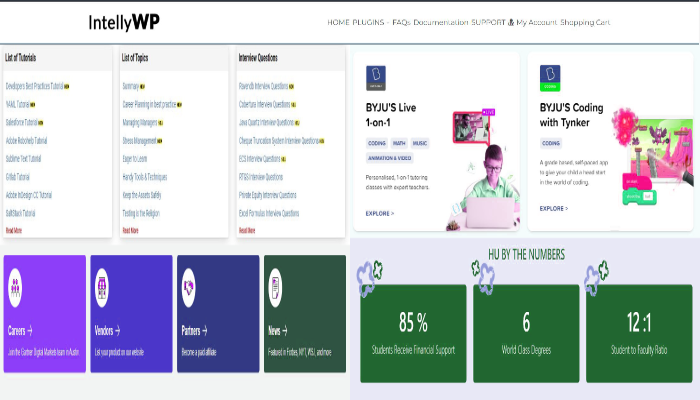 IntellyWP
HOME PLUGINS - FAQs Documentation SUPPORT My Account Shopping Cart
List of Tutorials
Developers Best Practices Tutorial
YAML Tutorial
Salesforce Tutorial
Adobe Robohelp Tutorial
Sublime Text Tutorial
Gitlab Tutorial
Adobe InDesign CC Tutorial
SaltStack Tutorial
Read More
List of Topics
Summary
Career Planning in best practice
Managing Managers
Stress Management
Eager to Learn
Handy Tools & Techniques
Keep the Assets Safely
Testing in the Religion
Read More
Interview Questions
Ravendb Interview Questions
Cobertura Interview Questions
Java Quartz Interview Questions
Cheque Truncation System Interview Questions
ECS Interview Questions
RTGS Interview Questions
Private Equity Interview Questions
Excel Formulas Interview Questions
Read More
BYJU'S Live
1-on-1
CODING MATH MUSIC
ANIMATION & VIDEO
Personalised, 1-on-1 tutoring
classes with expert teachers.
EXPLORE >
LIVE
BYJU'S Coding
with Tynker
CODING
A game based, self-paced app
to give your child a head start
in the world of coding.
EXPLORE >
Careers →
Join the Gartner Digital Markets team in Austin
Vendors →
List your product on our website
Partners →
Become a paid affiliate
News →
Featured in Forbes, NYT, WSJ, and more
HU BY THE NUMBERS
85 %
Students Receive Financial Support
6
World Class Degrees
12 :1
Student to Faculty Ratio